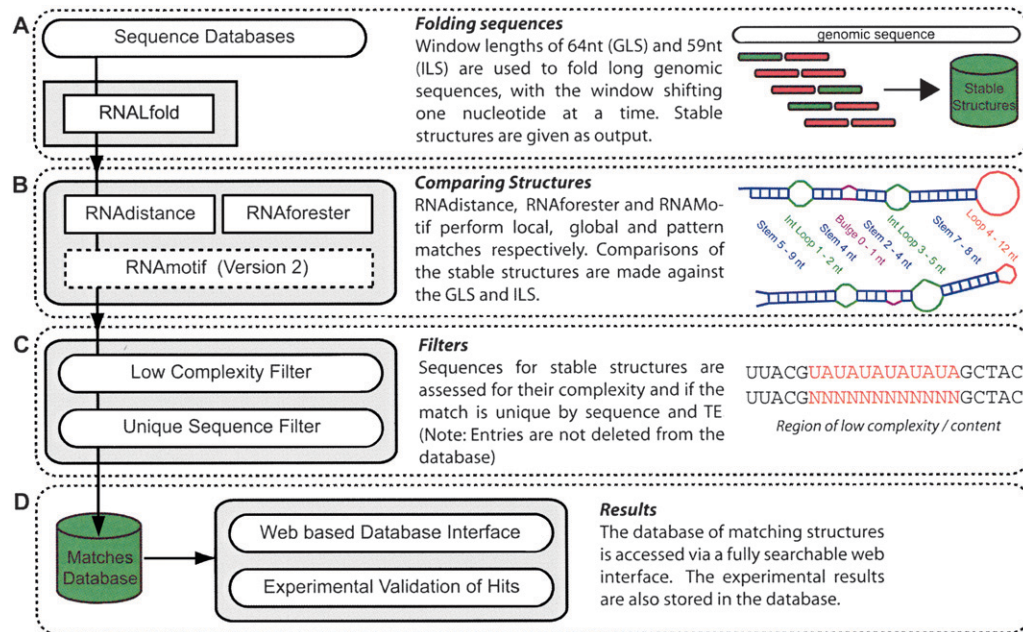 A
Sequence Databases
RNALfold
Folding sequences
Window lengths of 64nt (GLS) and 59nt
(ILS) are used to fold long genomic
sequences, with the window shifting
one nucleotide at a time. Stable
structures are given as output.
genomic sequence
Stable
Structures
B
RNAdistance
RNAforester
RNAmotif (Version 2)
Comparing Structures
RNAdistance, RNAforester and RNAMo-
tif perform local, global and pattern
matches respectively. Comparisons of
the stable structures are made against
the GLS and ILS.
Stem 5 - 9 nt
Int Loop 1 - 2 nt
Stem 4 nt
Bulge 0 - 1 nt
Stem 2 - 4 nt
Int Loop 3 - 5 nt
Stem 7 - 8 nt
Loop 4 - 12 nt
C
Low Complexity Filter
Unique Sequence Filter
Filters
Sequences for stable structures are
assessed for their complexity and if the
match is unique by sequence and TE
(Note: Entries are not deleted from the
database)
UUACGUAUAUAUAUAUAGCUAC
UUACGNNNNNNNNNNNNGCTAC
Region of low complexity / content
D
Matches
Database
Web based Database Interface
Experimental Validation of Hits
Results
The database of matching structures
is accessed via a fully searchable web
interface. The experimental results
are also stored in the database.